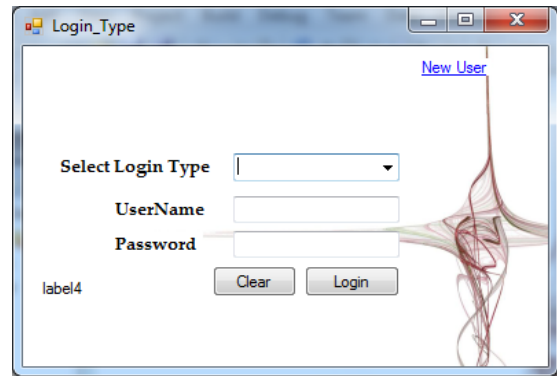 Login_Type
New User
Select Login Type
UserName
Password
label4
Clear
Login